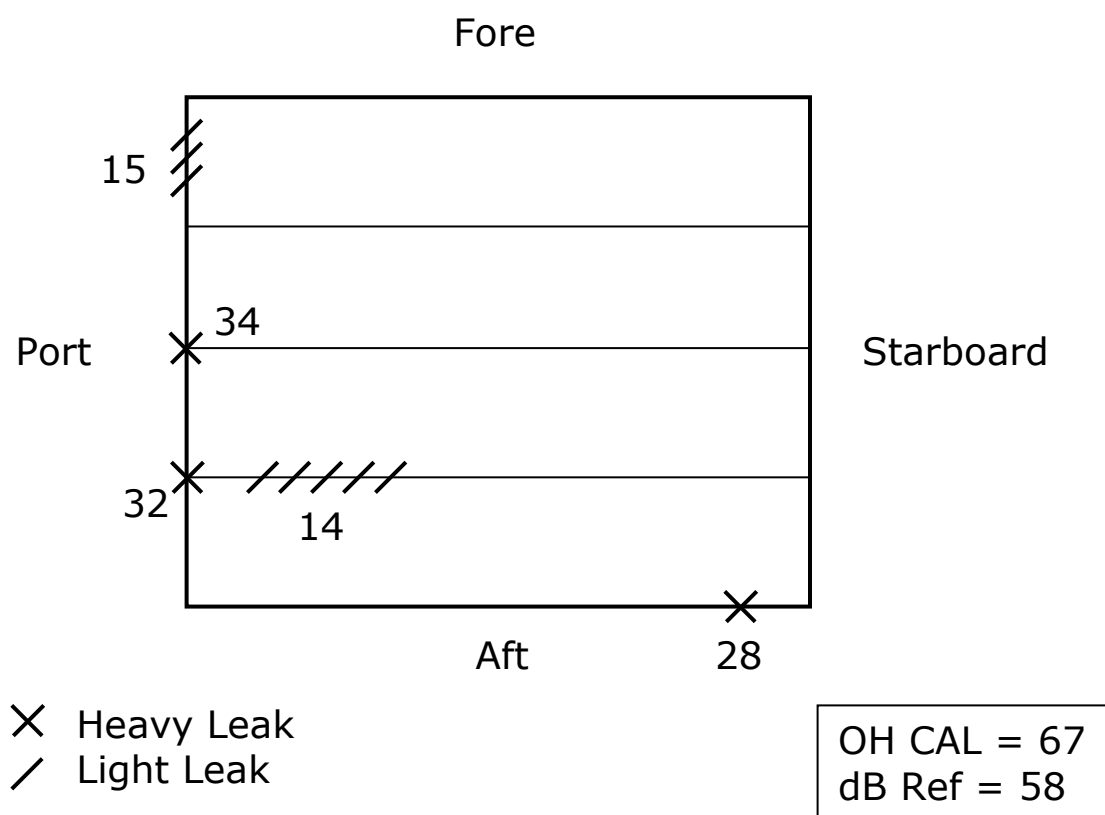 Fore
15
34
Port
Starboard
32
14
Aft
28
Heavy Leak
Light Leak
OH CAL = 67
dB Ref = 58